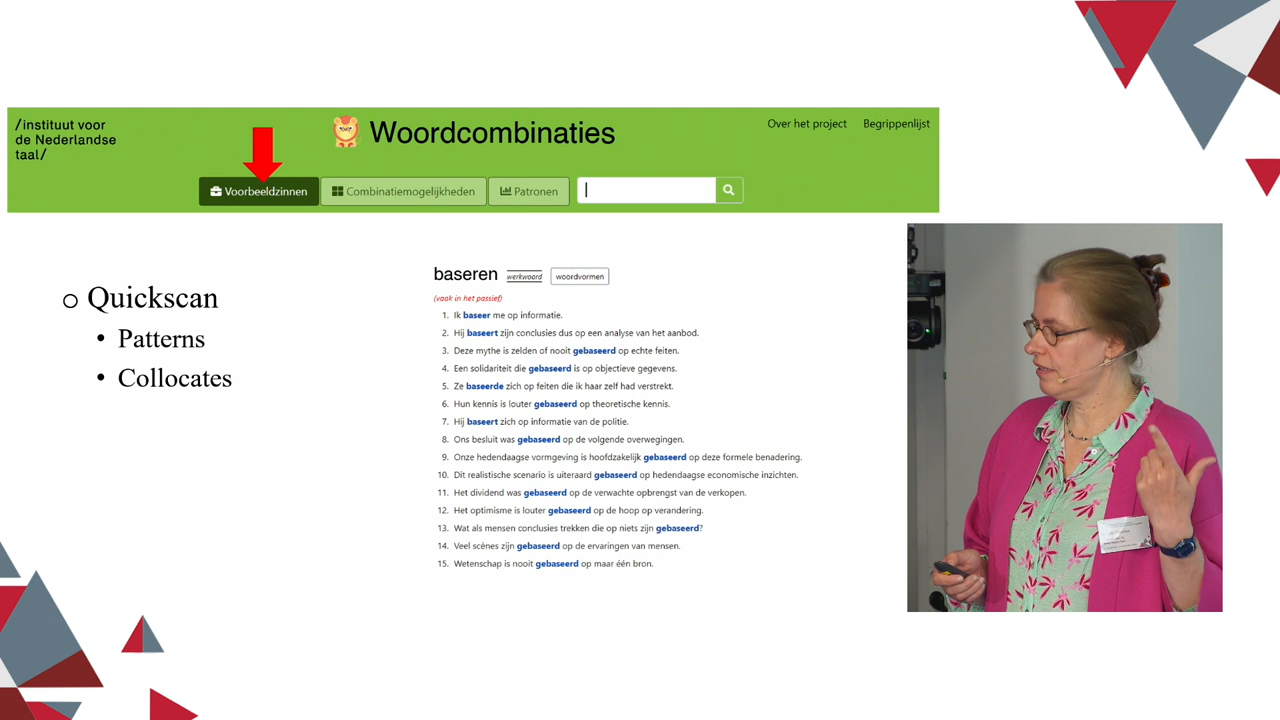 /instituut voor
de Nederlandse
taal/
Woordcombinaties
Over het project
Begrippenlijst
Voorbeeldzinnen
Combinatiemogelijkheden
Patronen
Quickscan
• Patterns
• Collocates
baseren werkwoord woordvormen
(vaak in het passief)
1. Ik baseer me op informatie.
2. Hij baseert zijn conclusies dus op een analyse van het aanbod.
3. Deze mythe is zelden of nooit gebaseerd op echte feiten.
4. Een solidariteit die gebaseerd is op objectieve gegevens.
5. Ze baseerde zich op feiten die ik haar zelf had verstrekt.
6. Hun kennis is louter gebaseerd op theoretische kennis.
7. Hij baseert zich op informatie van de politie.
8. Ons besluit was gebaseerd op de volgende overwegingen.
9. Onze hedendaagse vormgeving is hoofdzakelijk gebaseerd op deze formele benadering.
10. Dit realistische scenario is uiteraard gebaseerd op hedendaagse economische inzichten.
11. Het dividend was gebaseerd op de verwachte opbrengst van de verkopen.
12. Het optimisme is louter gebaseerd op de hoop op verandering.
13. Wat als mensen conclusies trekken die op niets zijn gebaseerd?
14. Veel scènes zijn gebaseerd op de ervaringen van mensen.
15. Wetenschap is nooit gebaseerd op maar één bron.